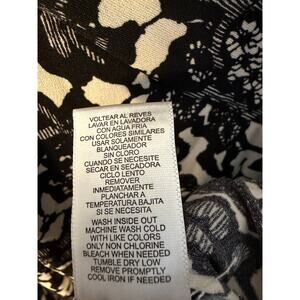 VOLTEAR AL REVES
LAVAR EN LAVADORA
CON AGUA FRIA
CON COLORES SIMILARES
USAR SOLAMENTE
BLANQUEADOR
SIN CLORO
CUANDO SE NECESITE
SECAR EN SECADORA
CICLO LENTO
REMOVER
INMEDIATAMENTE
PLANCHAR A
TEMPERATURA BAJITA
SI SE NECESITA
WASH INSIDE OUT
MACHINE WASH COLD
WITH LIKE COLORS
ONLY NON CHLORINE
BLEACH WHEN NEEDED
TUMBLE DRY LOW
REMOVE PROMPTLY
COOL IRON IF NEEDED